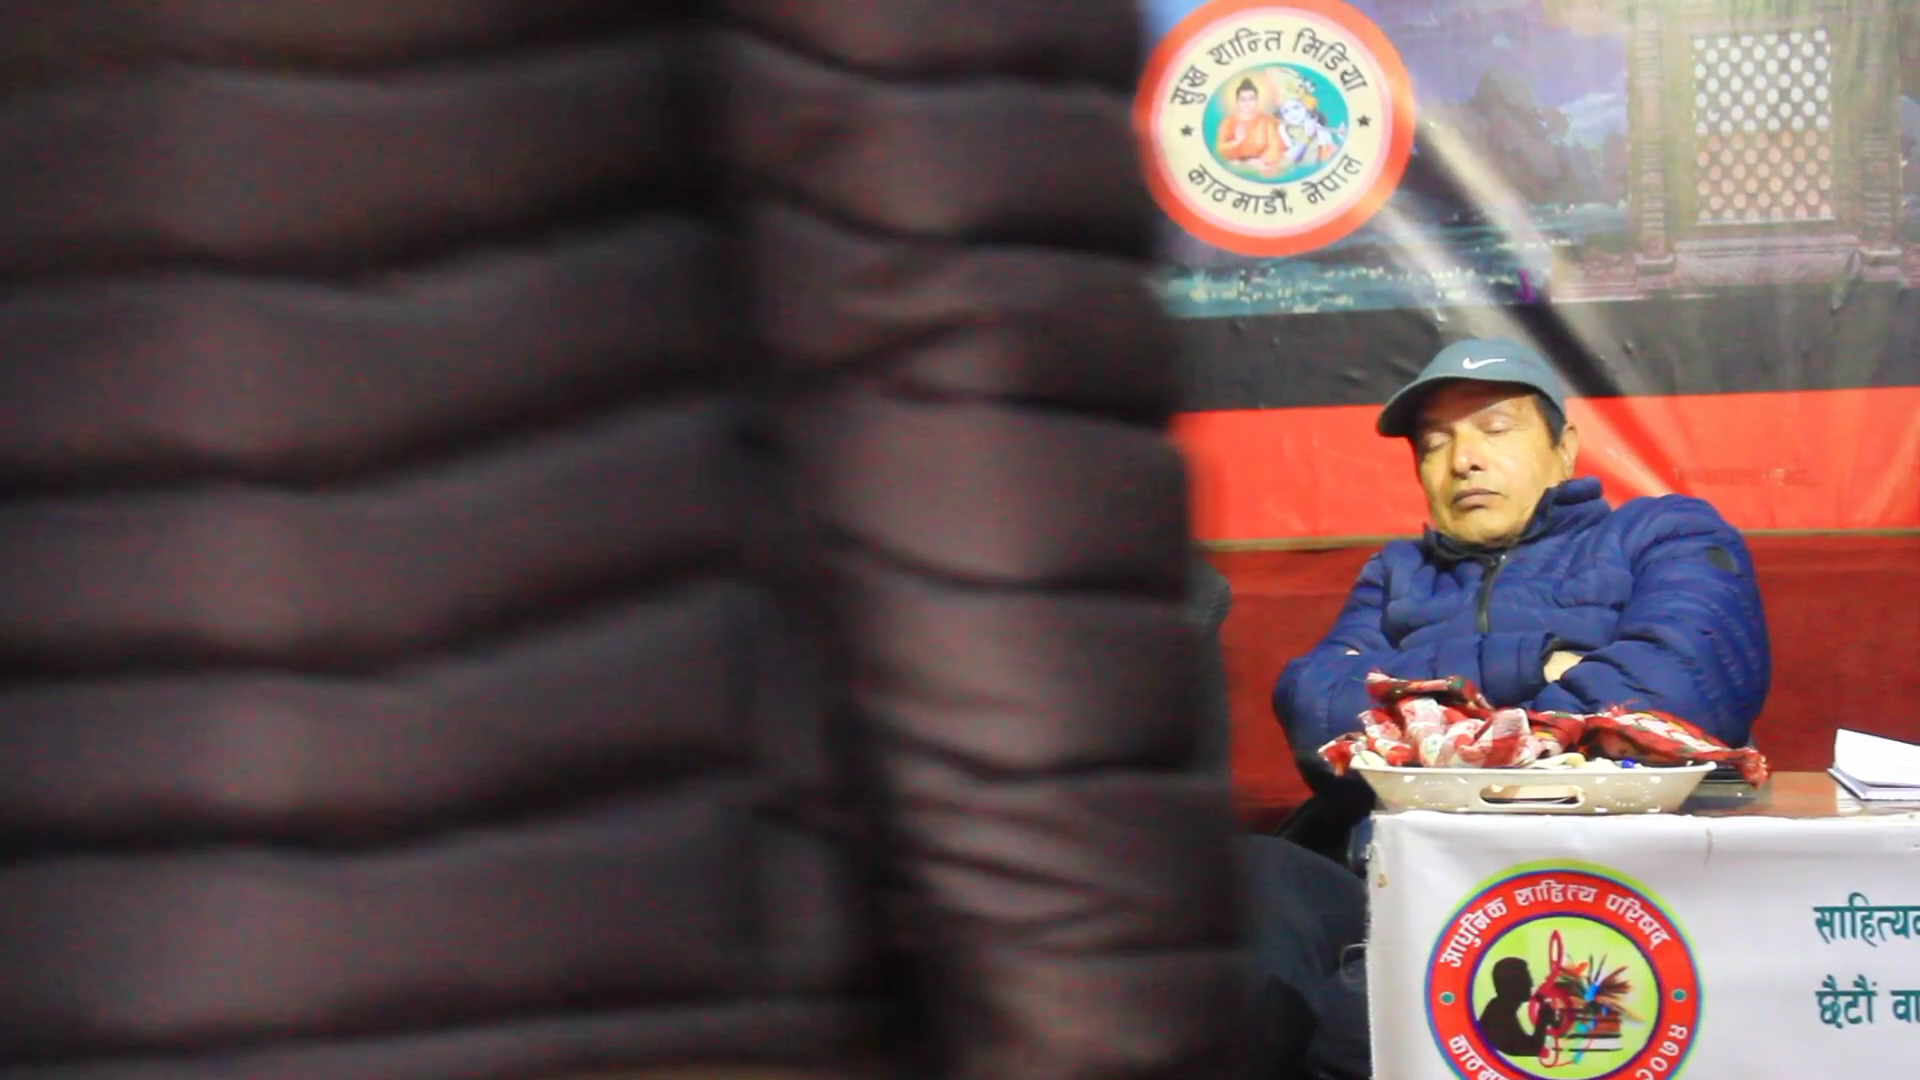 सुख शान्ति मिडिया
काठमाडौं, नेपाल
आधुनिक साहित्य परिषद
छैटौं